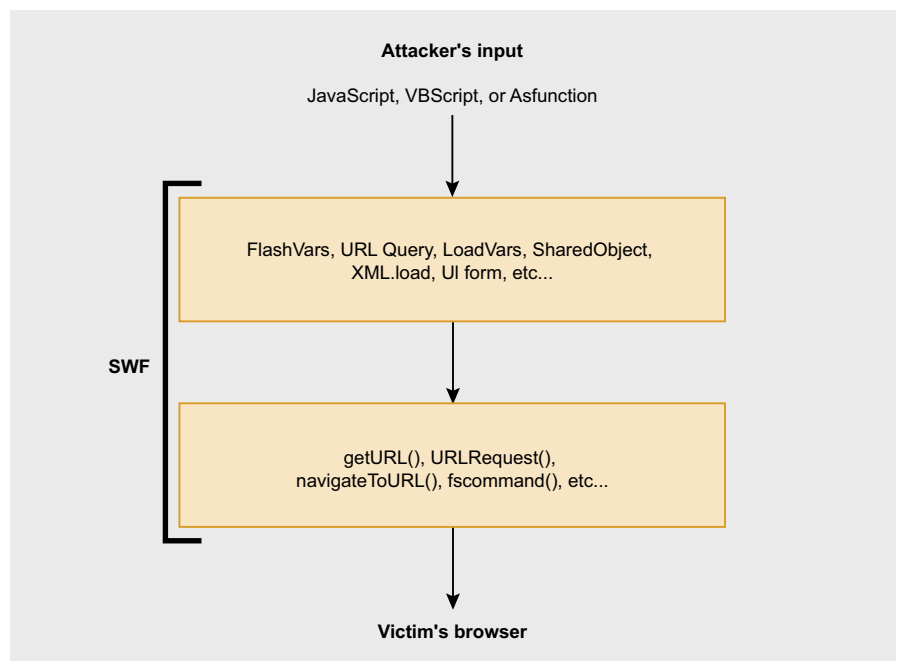 Attacker's input
JavaScript, VBScript, or Asfunction
FlashVars, URL Query, LoadVars, SharedObject,
XML.load, UI form, etc...
SWF
getURL(), URLRequest(),
navigateToURL(), fscommand(), etc...
Victim's browser